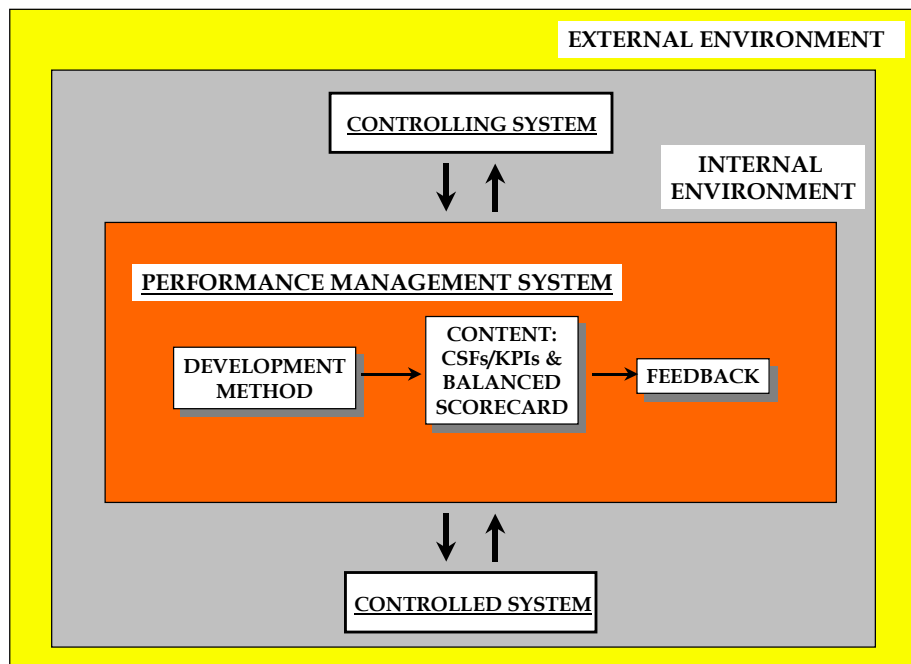 EXTERNAL ENVIRONMENT
CONTROLLING SYSTEM
INTERNAL
ENVIRONMENT
PERFORMANCE MANAGEMENT SYSTEM
DEVELOPMENT
METHOD
CONTENT:
CSFs/KPIs &
BALANCED
SCORECARD
FEEDBACK
CONTROLLED SYSTEM